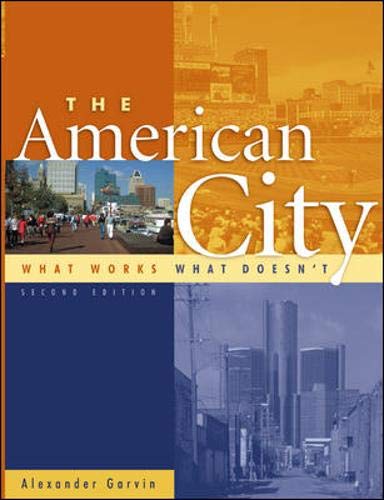 THE
American
City
WHAT WORKS WHAT DOESN'T
SECOND EDITION
Alexander Garvin